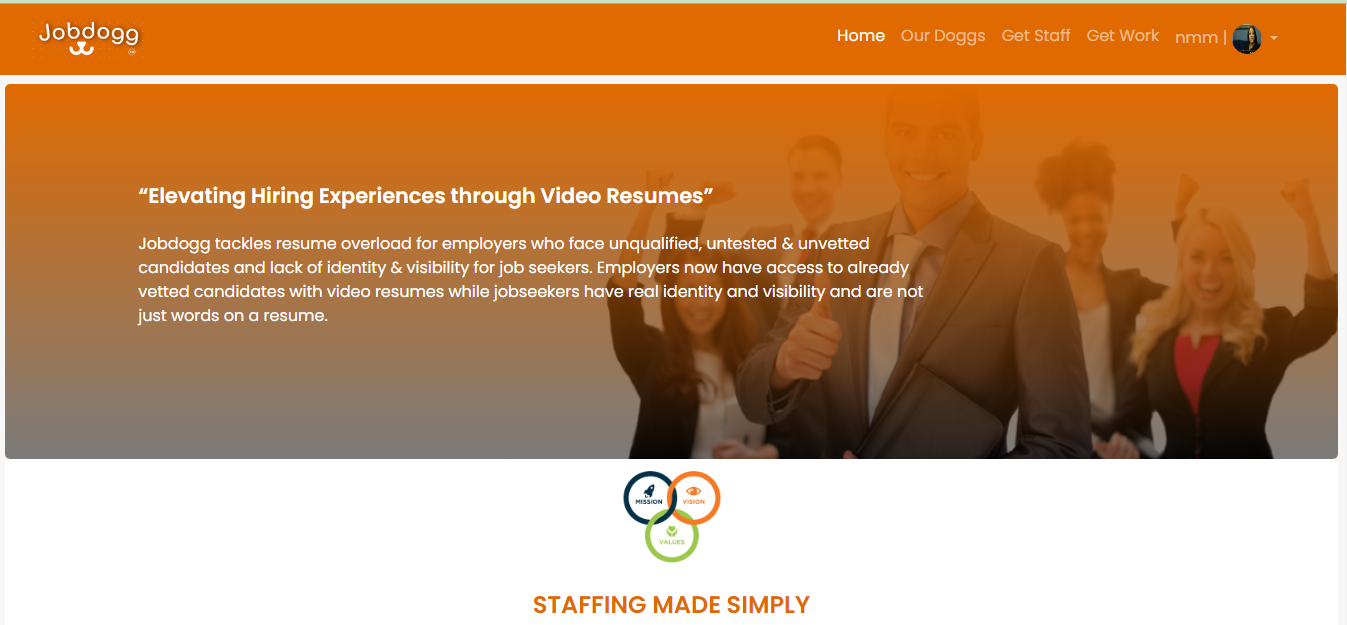 Jobdogg
Home Our Doggs Get Staff Get Work nmm |
“Elevating Hiring Experiences through Video Resumes”
Jobdogg tackles resume overload for employers who face unqualified, untested & unvetted
candidates and lack of identity & visibility for job seekers. Employers now have access to already
vetted candidates with video resumes while jobseekers have real identity and visibility and are not
just words on a resume.
MISSION VISION
VALUES
STAFFING MADE SIMPLY